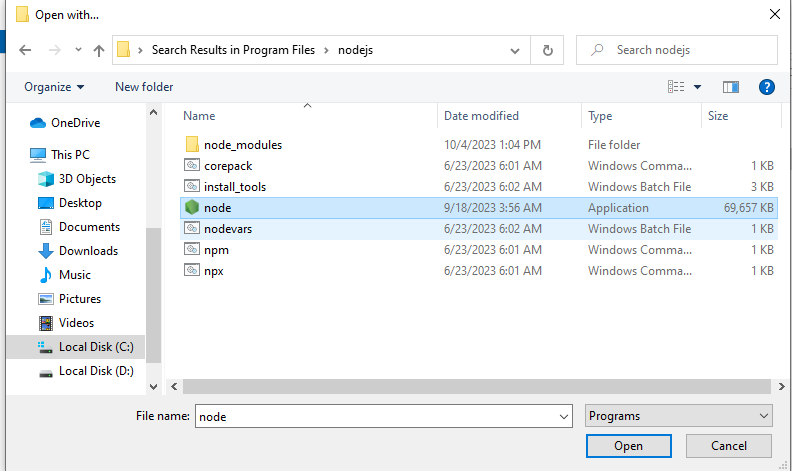 Open with...
Search Results in Program Files > nodejs
Search nodejs
Organize
New folder
?
Name Date modified Type Size
OneDrive
This PC
3D Objects
Desktop
Documents
Downloads
Music
Pictures
Videos
Local Disk (C:)
Local Disk (D:)
node_modules 10/4/2023 1:04 PM File folder
corepack 6/23/2023 6:01 AM Windows Comma... 1 KB
install_tools 6/23/2023 6:02 AM Windows Batch File 3 KB
node 9/18/2023 3:56 AM Application 69,657 KB
nodevars 6/23/2023 6:02 AM Windows Batch File 1 KB
npm 6/23/2023 6:01 AM Windows Comma... 1 KB
npx 6/23/2023 6:01 AM Windows Comma... 1 KB
File name: node
Programs
Open
Cancel